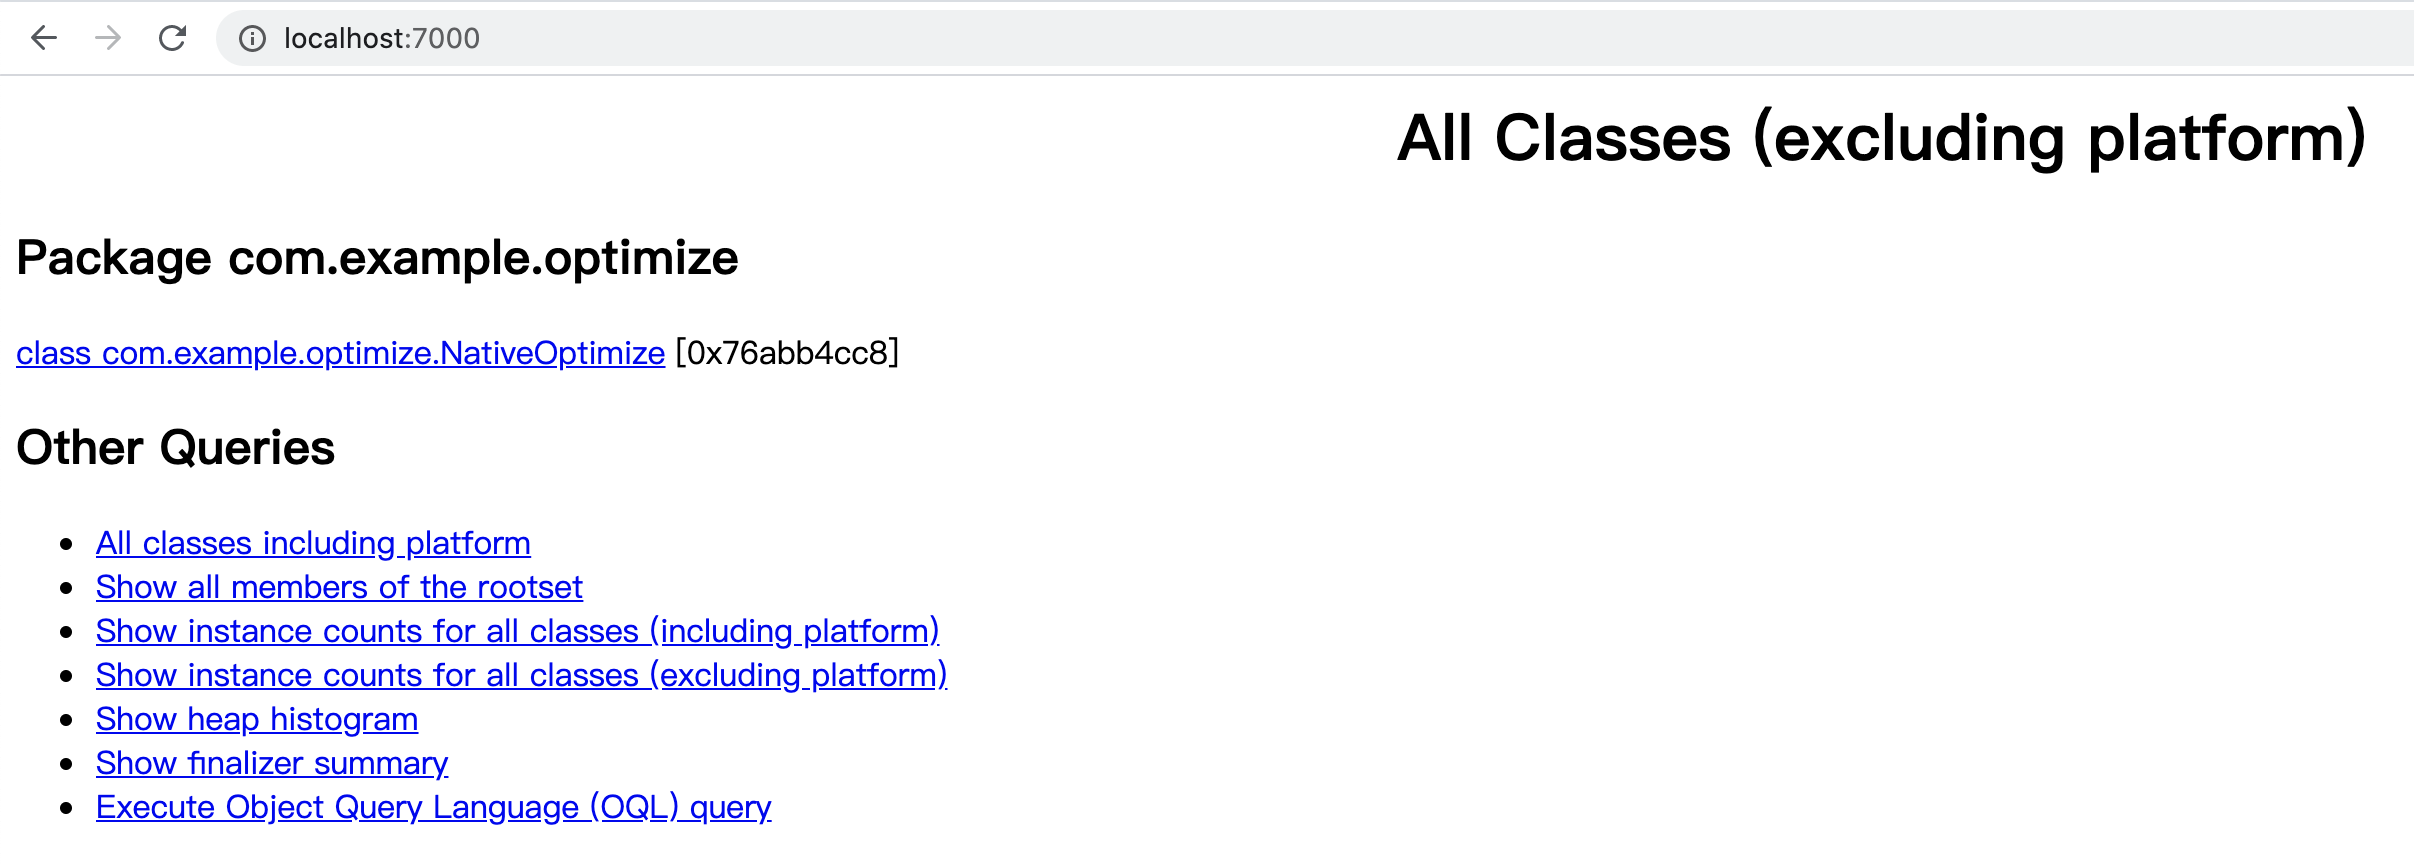 localhost:7000
All Classes (excluding platform)
Package com.example.optimize
class com.example.optimize.NativeOptimize [0x76abb4cc8]
Other Queries
All classes including platform
Show all members of the rootset
Show instance counts for all classes (including platform)
Show instance counts for all classes (excluding platform)
Show heap histogram
Show finalizer summary
Execute Object Query Language (OQL) query